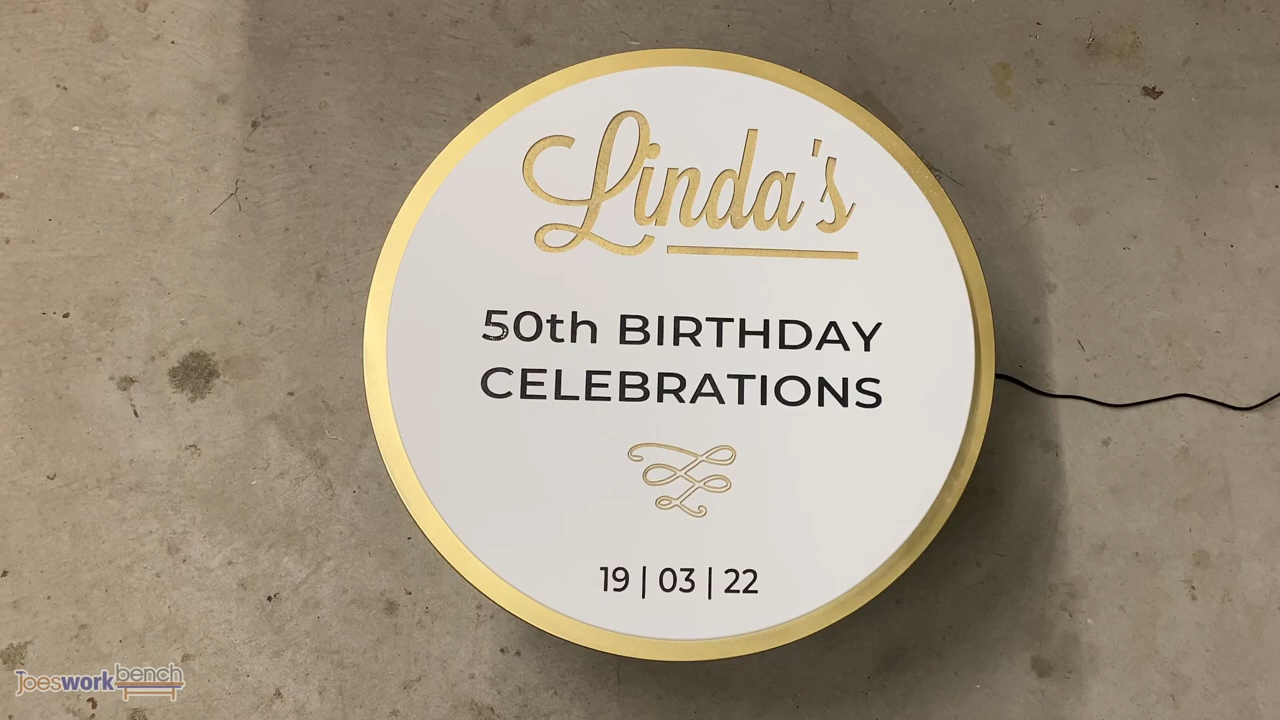 Linda's
50th BIRTHDAY
CELEBRATIONS
19 | 03 | 22
joesworkbench